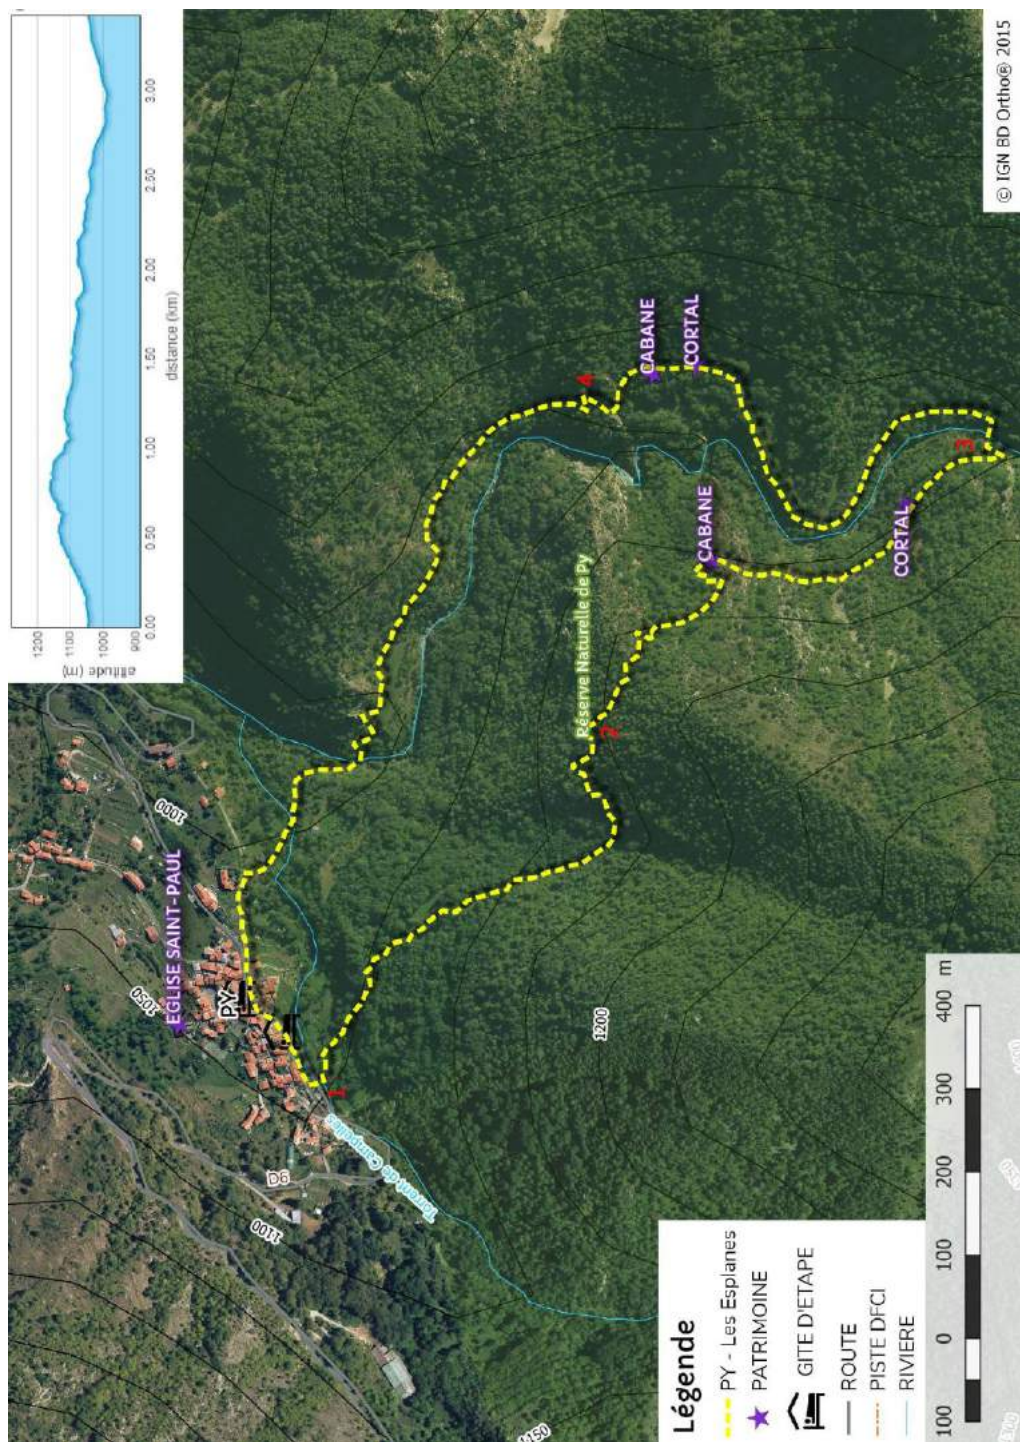 1200
1100
1000
900
altitude (m)
0.00
0.50
1.00
1.50
2.00
2.50
3.00
distance (km)
© IGN BD Ortho® 2015
EGLISE SAINT-PAUL
PY
1050
1000
D6
1100
1150
Torrent de Campelles
1
2
3
4
Réserve Naturelle de Py
CABANE
CORTAL
CABANE
CORTAL
1200
Légende
PY - Les Esplanes
PATRIMOINE
GITE D'ETAPE
ROUTE
PISTE DFCI
RIVIERE
100 0 100 200 300 400 m